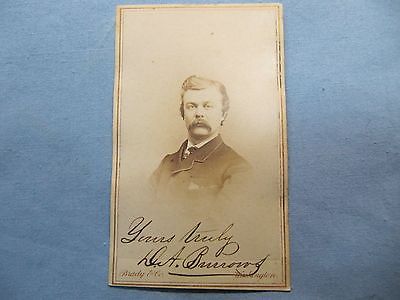 Yours truly
D.A. Burrows
Brady & Co. Washington.